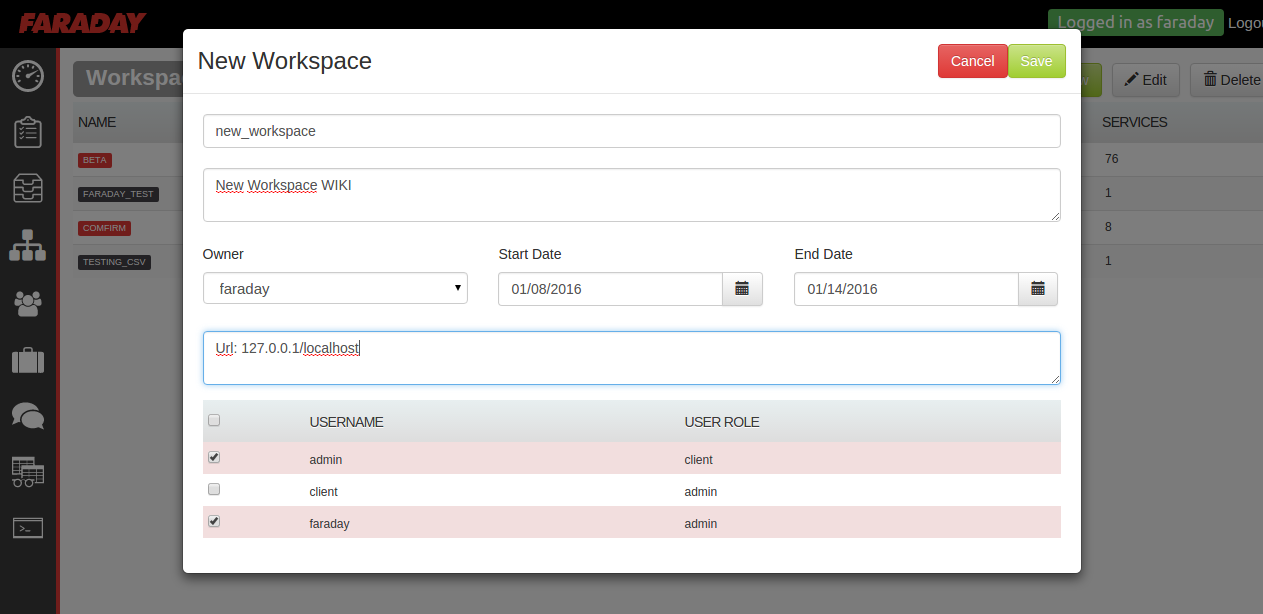 FARADAY
Logged in as faraday Logou
Workspa
w Edit Delete
NAME SERVICES
BETA 76
FARADAY_TEST 1
COMFIRM 8
TESTING_CSV 1
New Workspace
Cancel Save
new_workspace
New Workspace WIKI
Owner Start Date End Date
faraday 01/08/2016 01/14/2016
Url: 127.0.0.1/localhost
USERNAME USER ROLE
admin client
client admin
faraday admin